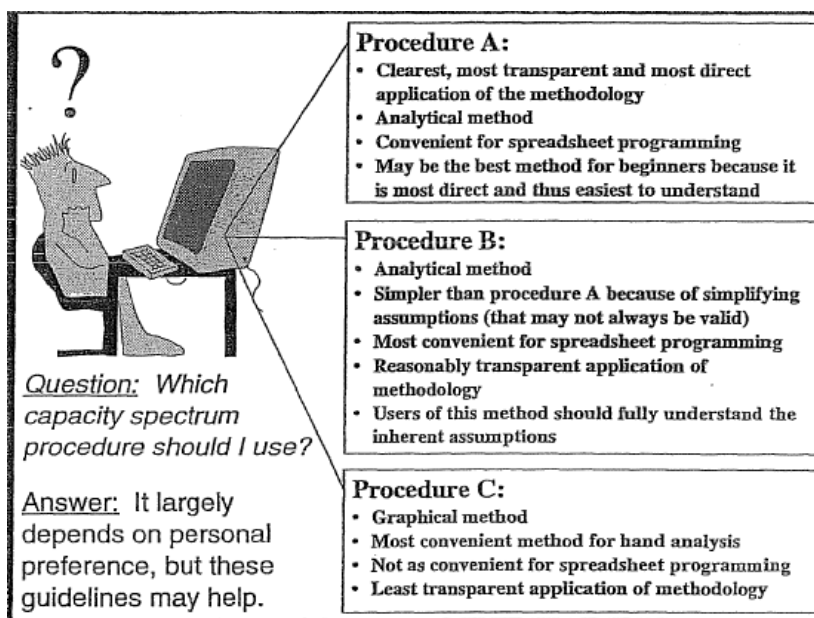 ?
Question: Which
capacity spectrum
procedure should I use?
Answer: It largely
depends on personal
preference, but these
guidelines may help.
Procedure A:
• Clearest, most transparent and most direct
application of the methodology
• Analytical method
• Convenient for spreadsheet programming
• May be the best method for beginners because it
is most direct and thus easiest to understand
Procedure B:
• Analytical method
• Simpler than procedure A because of simplifying
assumptions (that may not always be valid)
• Most convenient for spreadsheet programming
• Reasonably transparent application of
methodology
• Users of this method should fully understand the
inherent assumptions
Procedure C:
• Graphical method
• Most convenient method for hand analysis
• Not as convenient for spreadsheet programming
• Least transparent application of methodology